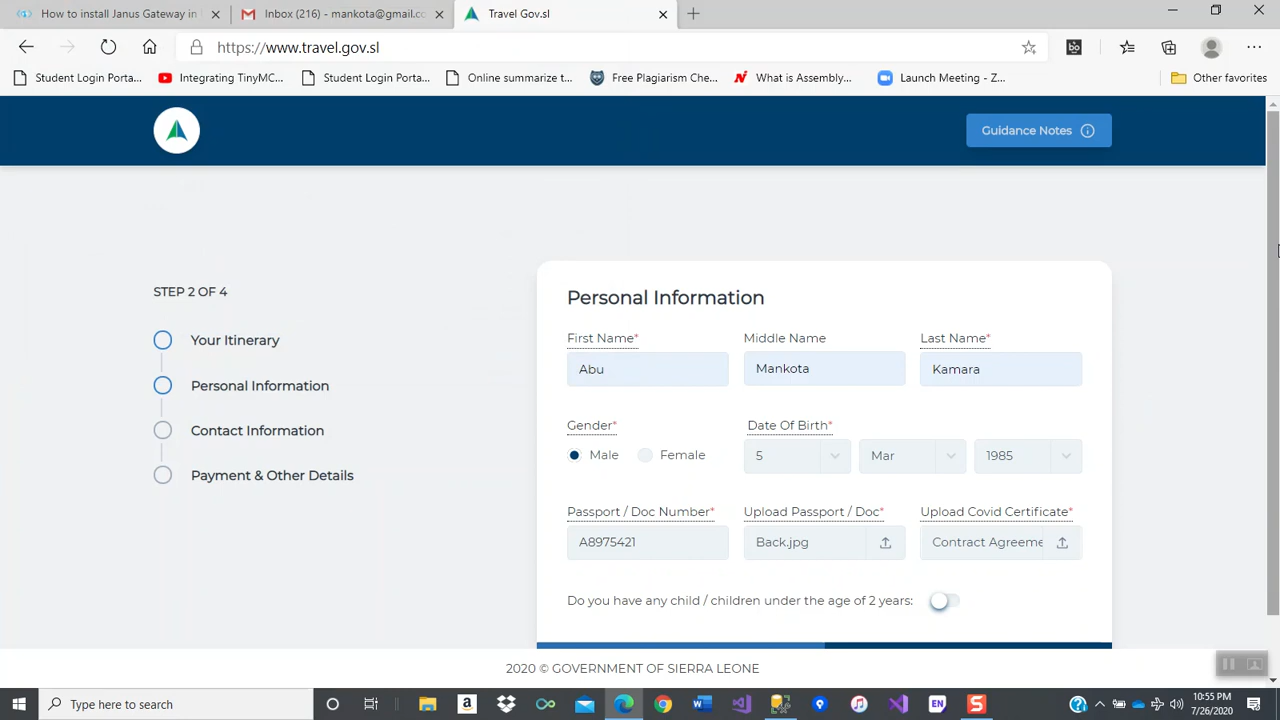 How to install Janus Gateway in
Inbox (216) - mankota@gmail.co
Travel Gov.sl
https://www.travel.gov.sl
Student Login Porta...
Integrating TinyMC...
Student Login Porta...
Online summarize t...
Free Plagiarism Che...
What is Assembly...
Launch Meeting - Z...
Other favorites
Guidance Notes
STEP 2 OF 4
Your Itinerary
Personal Information
Contact Information
Payment & Other Details
Personal Information
First Name* Middle Name Last Name*
Abu Mankota Kamara
Gender* Date Of Birth*
Male Female 5 Mar 1985
Passport / Doc Number* Upload Passport / Doc* Upload Covid Certificate*
A8975421 Back.jpg Contract Agreeme
Do you have any child / children under the age of 2 years:
2020 © GOVERNMENT OF SIERRA LEONE
Type here to search
EN
10:55 PM
7/26/2020